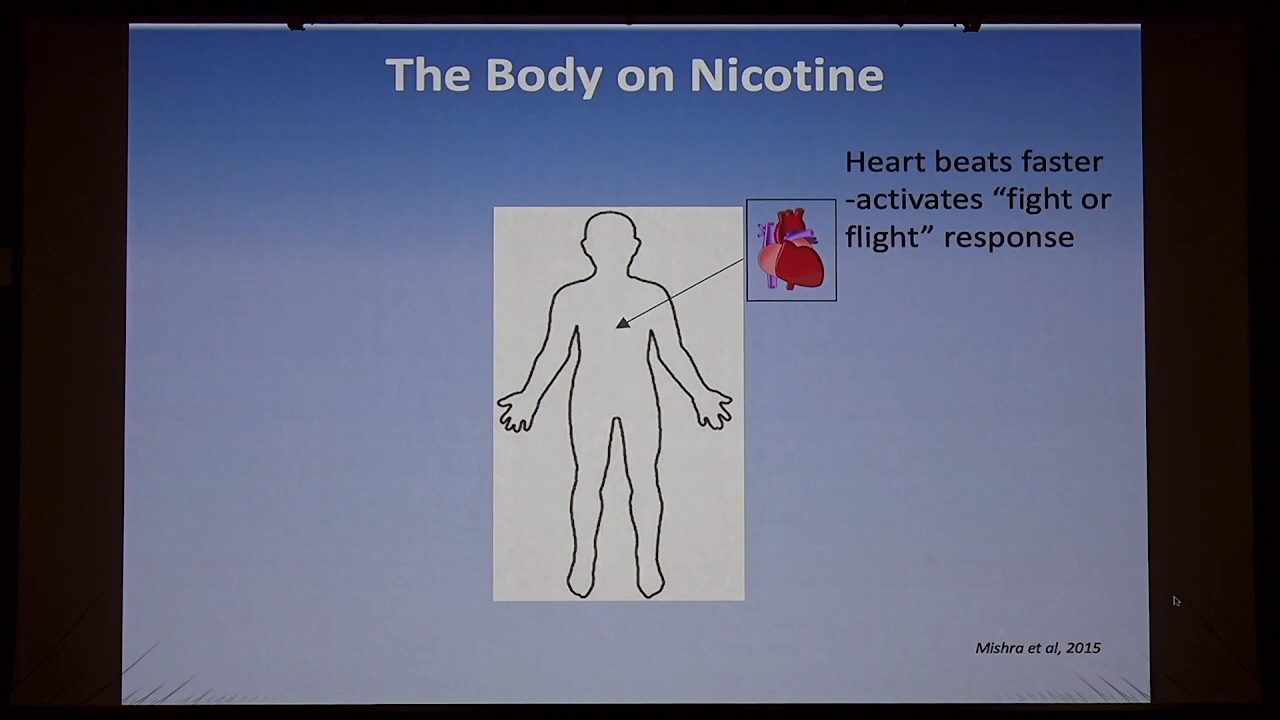 The Body on Nicotine
Heart beats faster
-activates “fight or
flight” response
Mishra et al, 2015